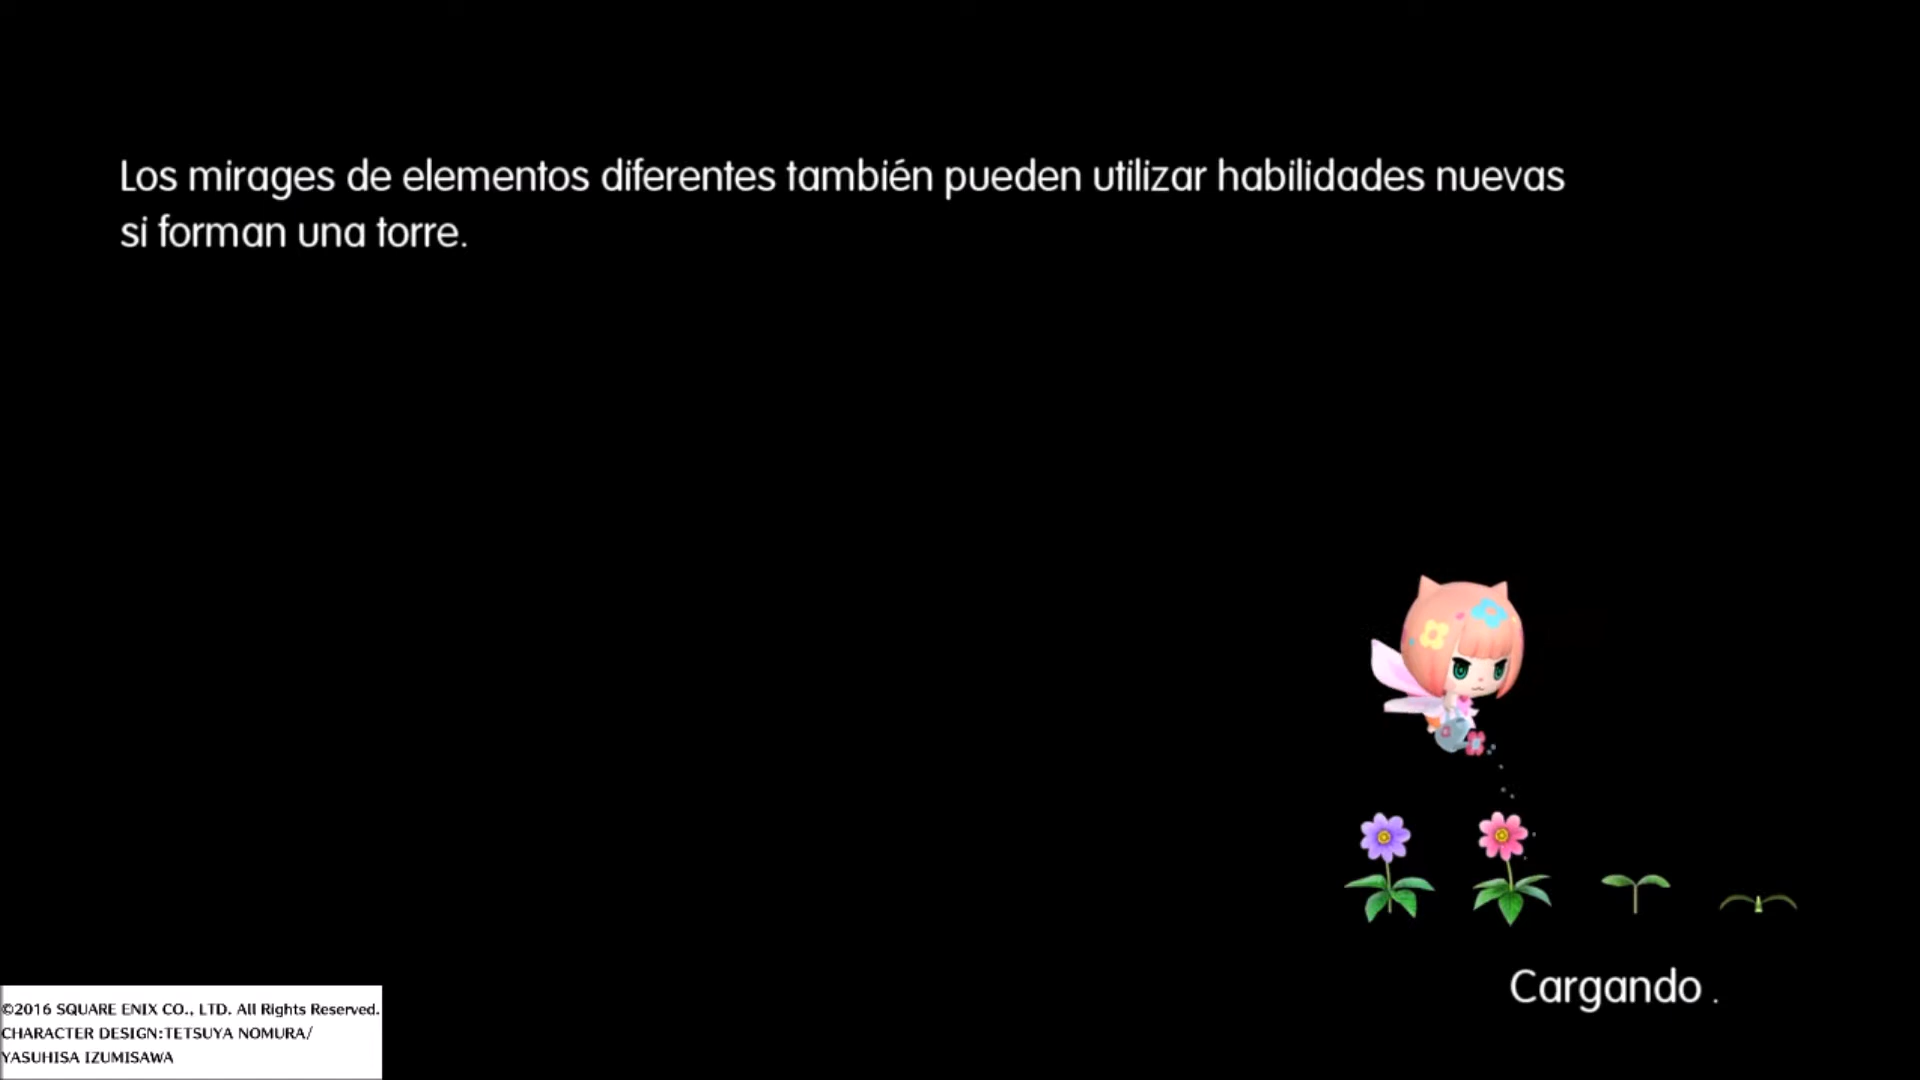 Los mirages de elementos diferentes también pueden utilizar habilidades nuevas
si forman una torre.
Cargando .
©2016 SQUARE ENIX CO., LTD. All Rights Reserved.
CHARACTER DESIGN:TETSUYA NOMURA/
YASUHISA IZUMISAWA